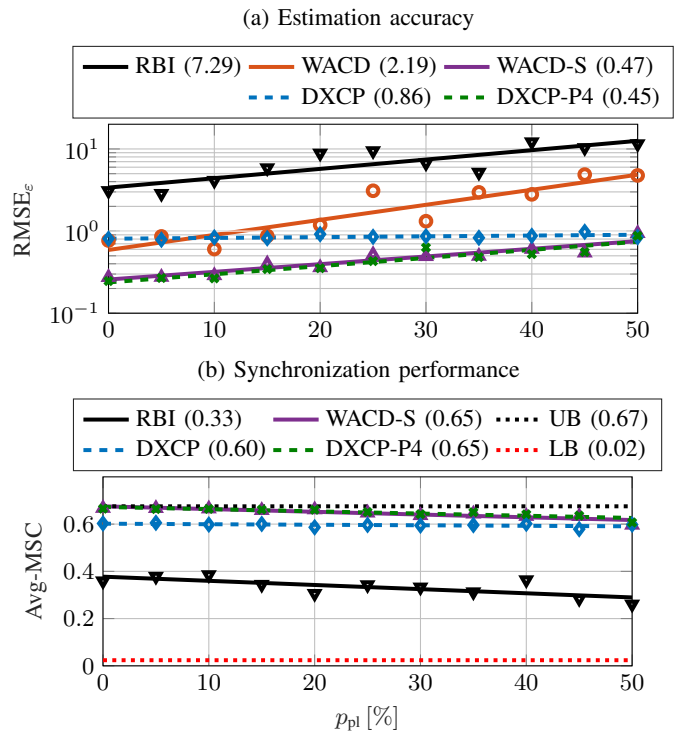 (a) Estimation accuracy
RBI (7.29) WACD (2.19) WACD-S (0.47)
DXCP (0.86) DXCP-P4 (0.45)
10^1
10^0
10^−1
RMSE_ε
0 10 20 30 40 50
(b) Synchronization performance
RBI (0.33) WACD-S (0.65) UB (0.67)
DXCP (0.60) DXCP-P4 (0.65) LB (0.02)
0.6
0.4
0.2
0
Avg-MSC
0 10 20 30 40 50
p_pl [%]